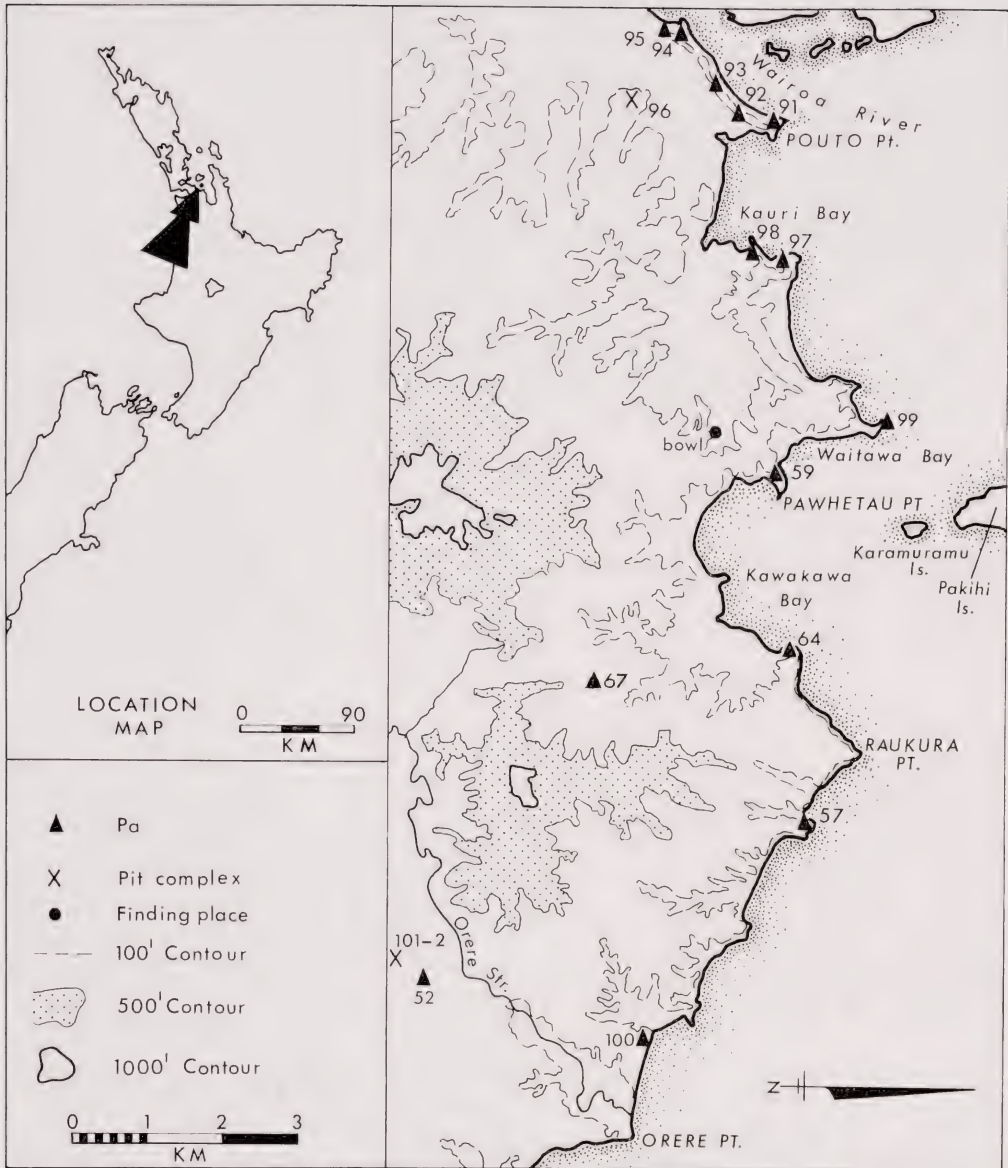 LOCATION
MAP
0 90
KM
Pa
Pit complex
Finding place
100' Contour
500' Contour
1000' Contour
0 1 2 3
KM
95
94
93
92
91
96
Wairoa River
POUTO Pt.
Kauri Bay
98
97
bowl
99
Waitawa Bay
59
PAWHETAU PT
Karamuramu
Is.
Pakihi
Is.
Kawakawa
Bay
64
67
RAUKURA
PT.
57
101-2
52
Orere Str.
100
N
ORERE PT.